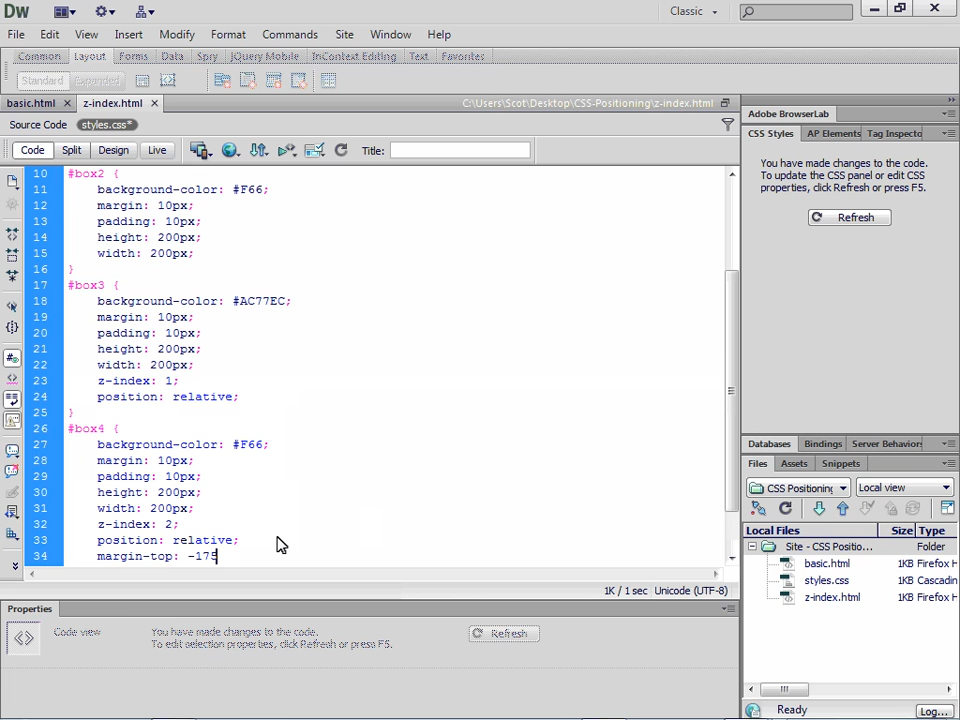 Dw
Classic
File Edit View Insert Modify Format Commands Site Window Help
Common Layout Forms Data Spry jQuery Mobile InContext Editing Text Favorites
Standard Expanded
basic.html z-index.html C:\Users\Scot\Desktop\CSS-Positioning\z-index.html
Source Code styles.css*
Code Split Design Live Title:
10 #box2 {
11 background-color: #F66;
12 margin: 10px;
13 padding: 10px;
14 height: 200px;
15 width: 200px;
16 }
17 #box3 {
18 background-color: #AC77EC;
19 margin: 10px;
20 padding: 10px;
21 height: 200px;
22 width: 200px;
23 z-index: 1;
24 position: relative;
25 }
26 #box4 {
27 background-color: #F66;
28 margin: 10px;
29 padding: 10px;
30 height: 200px;
31 width: 200px;
32 z-index: 2;
33 position: relative;
34 margin-top: -175
1K / 1 sec Unicode (UTF-8)
Properties
Code view
You have made changes to the code.
To edit selection properties, click Refresh or press F5.
Refresh
Adobe BrowserLab
CSS Styles AP Elements Tag Inspecto
You have made changes to the code.
To update the CSS panel or edit CSS
properties, click Refresh or press F5.
Refresh
Databases Bindings Server Behavior
Files Assets Snippets
CSS Positioning Local view
Local Files Size Type
Site - CSS Positio... Folder
basic.html 1KB Firefox H
styles.css 1KB Cascadin
z-index.html 1KB Firefox H
Ready Log...